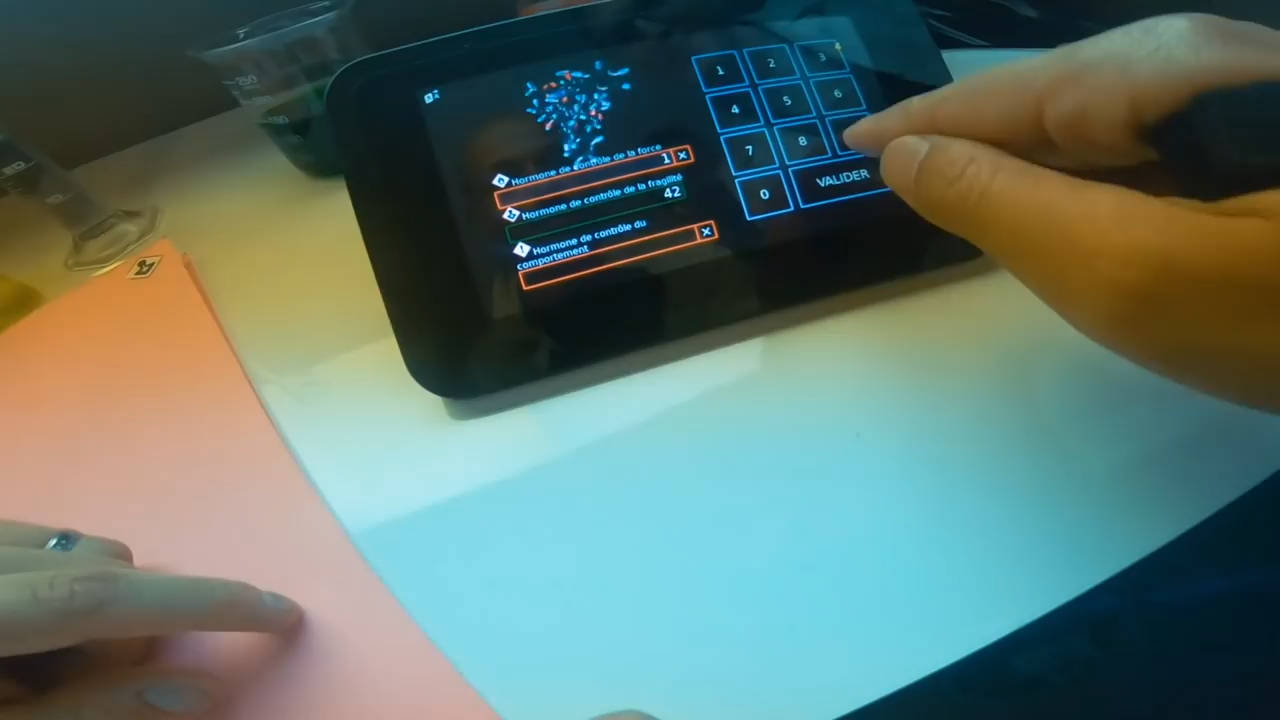 Hormone de contrôle de la force
1
Hormone de contrôle de la fragilité
42
Hormone de contrôle du
comportement
1 2 3
4 5 6
7 8
0 VALIDER
250